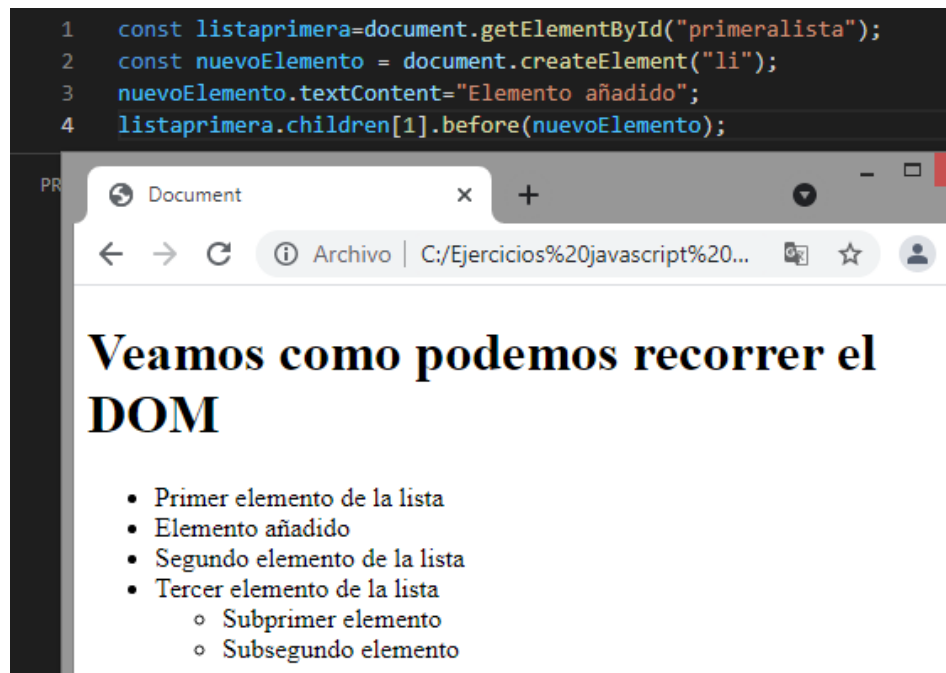 1 const listaprimera=document.getElementById("primeralista");
2 const nuevoElemento = document.createElement("li");
3 nuevoElemento.textContent="Elemento añadido";
4 listaprimera.children[1].before(nuevoElemento);
PR
Document
Archivo | C:/Ejercicios%20javascript%20...
Veamos como podemos recorrer el
DOM
• Primer elemento de la lista
• Elemento añadido
• Segundo elemento de la lista
• Tercer elemento de la lista
◦ Subprimer elemento
◦ Subsegundo elemento